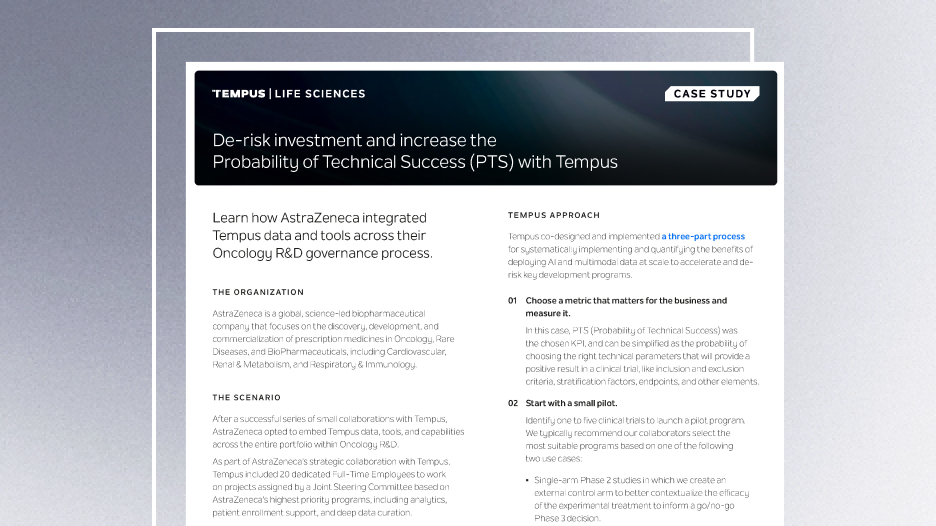 TEMPUS | LIFE SCIENCES
CASE STUDY
De-risk investment and increase the
Probability of Technical Success (PTS) with Tempus
Learn how AstraZeneca integrated
Tempus data and tools across their
Oncology R&D governance process.
THE ORGANIZATION
AstraZeneca is a global, science-led biopharmaceutical
company that focuses on the discovery, development, and
commercialization of prescription medicines in Oncology, Rare
Diseases, and BioPharmaceuticals, including Cardiovascular,
Renal & Metabolism, and Respiratory & Immunology.
THE SCENARIO
After a successful series of small collaborations with Tempus,
AstraZeneca opted to embed Tempus data, tools, and capabilities
across the entire portfolio within Oncology R&D.
As part of AstraZeneca's strategic collaboration with Tempus,
Tempus included 20 dedicated Full-Time Employees to work
on projects assigned by a Joint Steering Committee based on
AstraZeneca's highest priority programs, including analytics,
patient enrollment support, and deep data curation.
TEMPUS APPROACH
Tempus co-designed and implemented a three-part process
for systematically implementing and quantifying the benefits of
deploying AI and multimodal data at scale to accelerate and de-
risk key development programs.
01 Choose a metric that matters for the business and
measure it.
In this case, PTS (Probability of Technical Success) was
the chosen KPI, and can be simplified as the probability of
choosing the right technical parameters that will provide a
positive result in a clinical trial, like inclusion and exclusion
criteria, stratification factors, endpoints, and other elements.
02 Start with a small pilot.
Identify one to five clinical trials to launch a pilot program.
We typically recommend our collaborators select the
most suitable programs based on one of the following
two use cases:
• Single-arm Phase 2 studies in which we create an
external control arm to better contextualize the efficacy
of the experimental treatment to inform a go/no-go
Phase 3 decision.